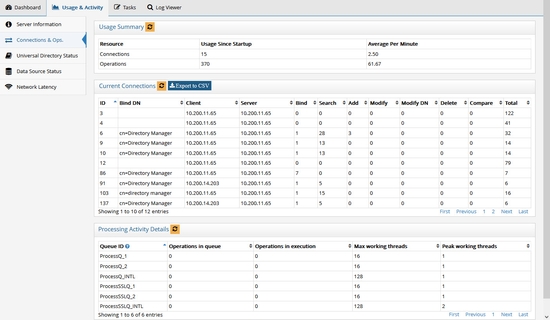 Dashboard Usage & Activity Tasks Log Viewer
Server Information
Connections & Ops.
Universal Directory Status
Data Source Status
Network Latency
Usage Summary
Resource Usage Since Startup Average Per Minute
Connections 15 2.50
Operations 370 61.67
Current Connections Export to CSV
ID Bind DN Client Server Bind Search Add Modify Modify DN Delete Compare Total
3 10.200.11.65 10.200.11.65 0 0 0 0 0 0 0 122
4 10.200.11.65 10.200.11.65 0 0 0 0 0 0 0 41
6 cn=Directory Manager 10.200.11.65 10.200.11.65 1 28 3 0 0 0 0 32
9 cn=Directory Manager 10.200.11.65 10.200.11.65 1 13 0 0 0 0 0 14
10 cn=Directory Manager 10.200.11.65 10.200.11.65 1 13 0 0 0 0 0 14
12 10.200.11.65 10.200.11.65 0 0 0 0 0 0 0 79
86 cn=Directory Manager 10.200.11.65 10.200.11.65 7 0 0 0 0 0 0 7
91 cn=directory manager 10.200.14.203 10.200.11.65 1 5 0 0 0 0 0 6
103 cn=directory manager 10.200.11.65 10.200.11.65 1 15 0 0 0 0 0 16
137 cn=directory manager 10.200.14.203 10.200.11.65 1 5 0 0 0 0 0 6
Showing 1 to 10 of 12 entries First Previous 1 2 Next Last
Processing Activity Details
Queue ID Operations in queue Operations in execution Max working threads Peak working threads
ProcessQ_1 0 0 16 1
ProcessQ_2 0 0 16 1
ProcessQ_INTL 0 0 128 1
ProcessSSLQ_1 0 0 16 1
ProcessSSLQ_2 0 0 16 1
ProcessSSLQ_INTL 0 0 128 2
Showing 1 to 6 of 6 entries First Previous 1 Next Last